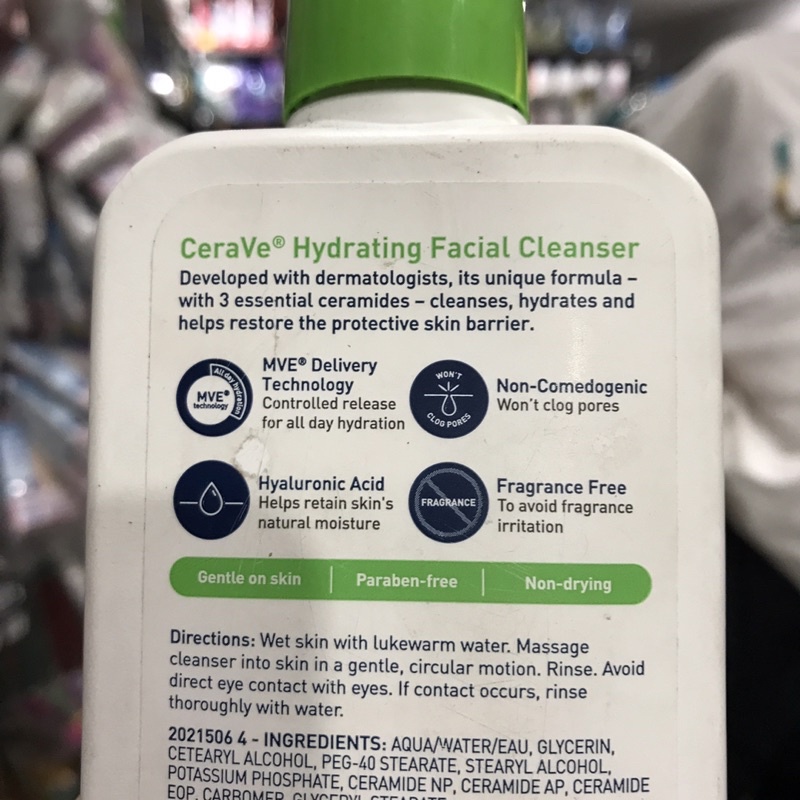 CeraVe® Hydrating Facial Cleanser
Developed with dermatologists, its unique formula –
with 3 essential ceramides – cleanses, hydrates and
helps restore the protective skin barrier.
All day hydration
MVE®
technology
MVE® Delivery
Technology
Controlled release
for all day hydration
WON'T
CLOG PORES
Non-Comedogenic
Won't clog pores
Hyaluronic Acid
Helps retain skin's
natural moisture
FRAGRANCE
Fragrance Free
To avoid fragrance
irritation
Gentle on skin
Paraben-free
Non-drying
Directions: Wet skin with lukewarm water. Massage
cleanser into skin in a gentle, circular motion. Rinse. Avoid
direct eye contact with eyes. If contact occurs, rinse
thoroughly with water.
2021506 4 - INGREDIENTS: AQUA/WATER/EAU, GLYCERIN,
CETEARYL ALCOHOL, PEG-40 STEARATE, STEARYL ALCOHOL,
POTASSIUM PHOSPHATE, CERAMIDE NP, CERAMIDE AP, CERAMIDE
EOP, CARBOMER, GLYCERYL STEARATE